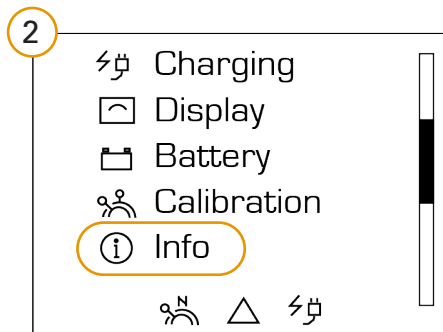 2
Charging
Display
Battery
Calibration
Info
N